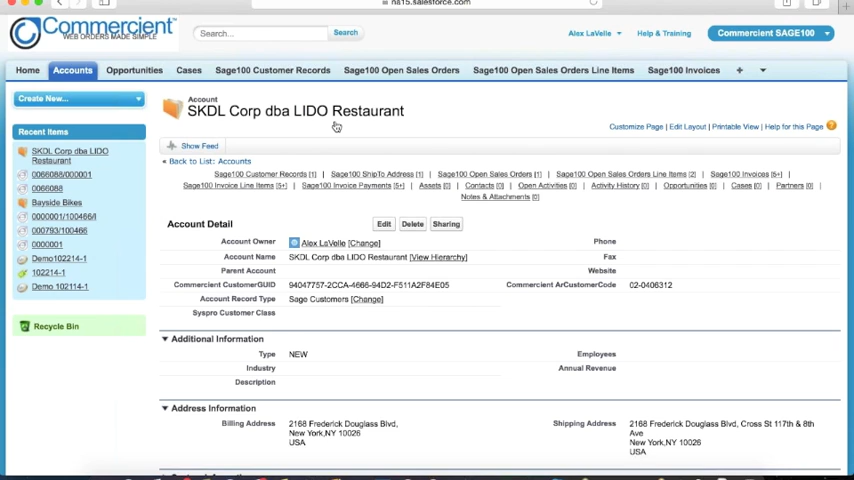 na15.salesforce.com
Commercient
WEB ORDERS MADE SIMPLE
Search...
Search
Alex LaVelle
Help & Training
Commercient SAGE100
Home
Accounts
Opportunities
Cases
Sage100 Customer Records
Sage100 Open Sales Orders
Sage100 Open Sales Orders Line Items
Sage100 Invoices
+
Create New...
Recent Items
SKDL Corp dba LIDO
Restaurant
0066088/000001
0066088
Bayside Bikes
0000001/100466/I
000793/100466
0000001
Demo102214-1
102214-1
Demo 102114-1
Recycle Bin
Account
SKDL Corp dba LIDO Restaurant
Customize Page | Edit Layout | Printable View | Help for this Page
Show Feed
« Back to List: Accounts
Sage100 Customer Records [1] | Sage100 ShipTo Address [1] | Sage100 Open Sales Orders [1] | Sage100 Open Sales Orders Line Items [2] | Sage100 Invoices [5+] |
Sage100 Invoice Line Items [5+] | Sage100 Invoice Payments [5+] | Assets [0] | Contacts [0] | Open Activities [0] | Activity History [0] | Opportunities [0] | Cases [0] | Partners [0] |
Notes & Attachments [0]
Account Detail
Edit
Delete
Sharing
Account Owner Alex LaVelle [Change]
Phone
Account Name SKDL Corp dba LIDO Restaurant [View Hierarchy]
Fax
Parent Account
Website
Commercient CustomerGUID 94047757-2CCA-4666-94D2-F511A2F84E05
Commercient ArCustomerCode 02-0406312
Account Record Type Sage Customers [Change]
Syspro Customer Class
Additional Information
Type NEW
Employees
Industry
Annual Revenue
Description
Address Information
Billing Address 2168 Frederick Douglass Blvd,
New York,NY 10026
USA
Shipping Address 2168 Frederick Douglass Blvd, Cross St 117th & 8th
Ave
New York,NY 10026
USA